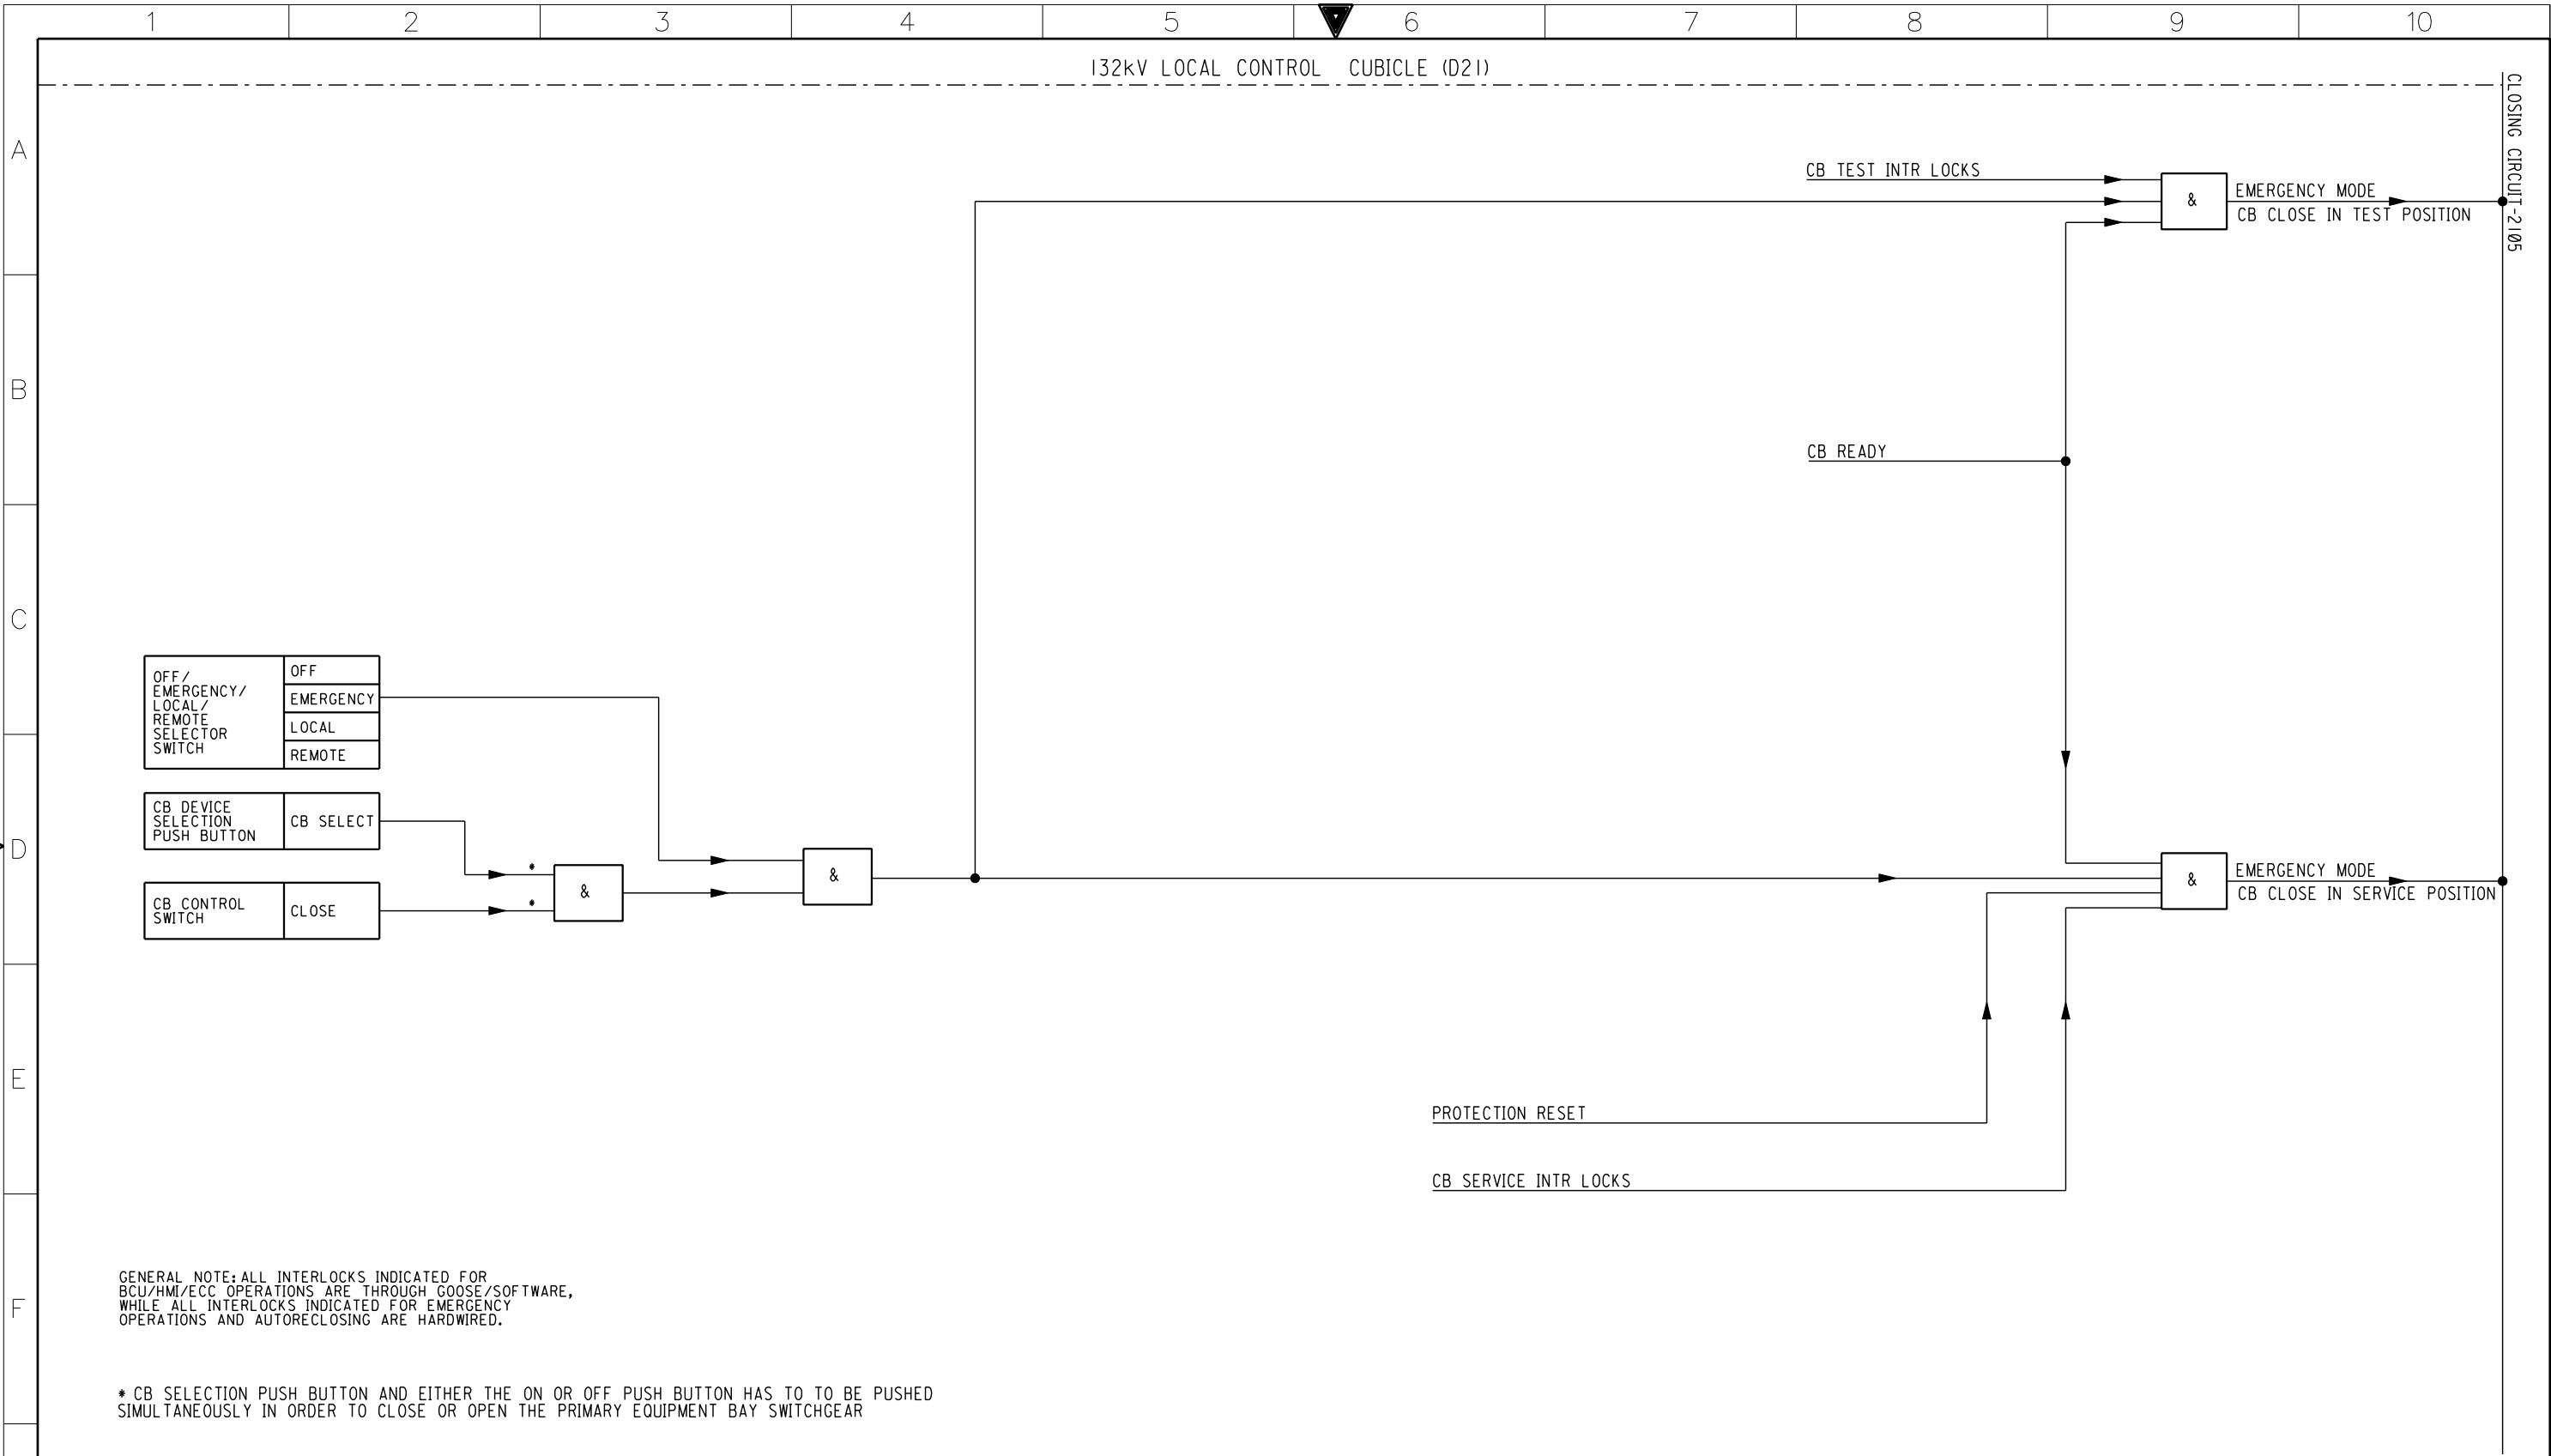 1 2 3 4 5 6 7 8 9 10
132kV LOCAL CONTROL CUBICLE (D21)
CLOSING CIRCUIT-2105
A
CB TEST INTR LOCKS
&
EMERGENCY MODE
CB CLOSE IN TEST POSITION
B
CB READY
C
OFF/
EMERGENCY/
LOCAL/
REMOTE
SELECTOR
SWITCH
OFF
EMERGENCY
LOCAL
REMOTE
D
CB DEVICE
SELECTION
PUSH BUTTON
CB SELECT
*
CB CONTROL
SWITCH
CLOSE
*
&
&
&
EMERGENCY MODE
CB CLOSE IN SERVICE POSITION
E
PROTECTION RESET
CB SERVICE INTR LOCKS
F
GENERAL NOTE: ALL INTERLOCKS INDICATED FOR
BCU/HMI/ECC OPERATIONS ARE THROUGH GOOSE/SOFTWARE,
WHILE ALL INTERLOCKS INDICATED FOR EMERGENCY
OPERATIONS AND AUTORECLOSING ARE HARDWIRED.
* CB SELECTION PUSH BUTTON AND EITHER THE ON OR OFF PUSH BUTTON HAS TO TO BE PUSHED
SIMULTANEOUSLY IN ORDER TO CLOSE OR OPEN THE PRIMARY EQUIPMENT BAY SWITCHGEAR